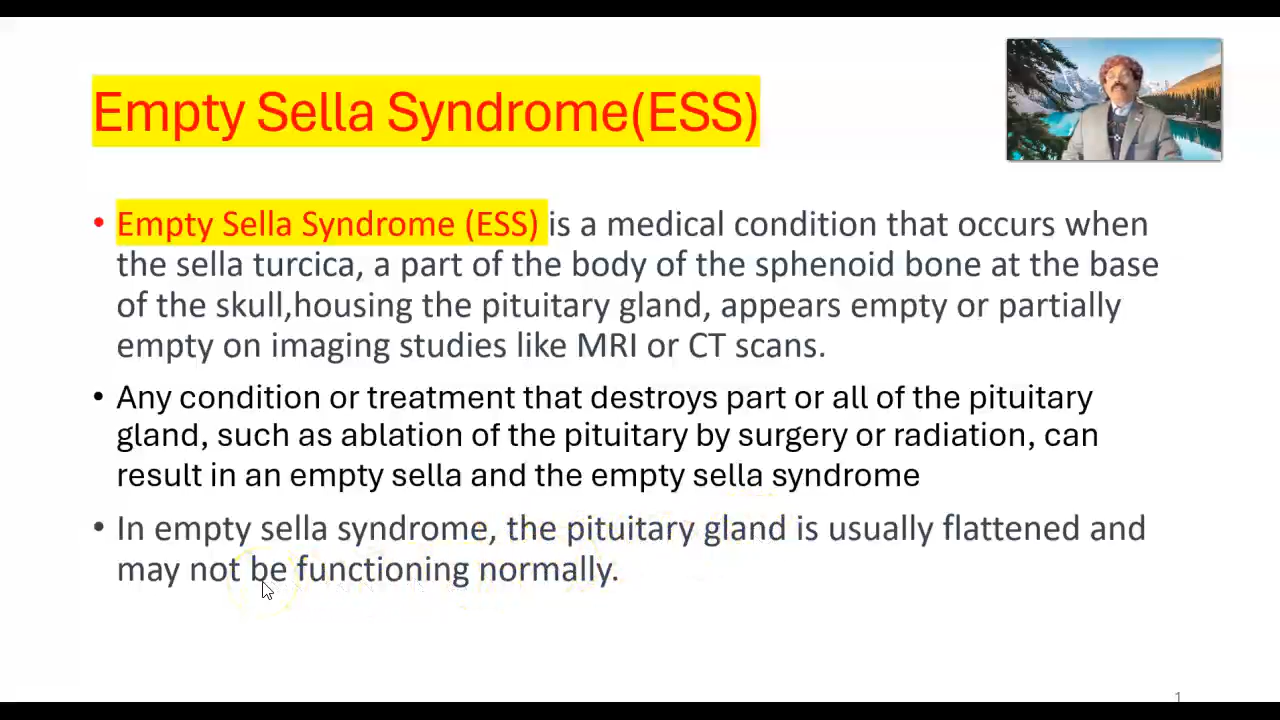 Empty Sella Syndrome(ESS)
• Empty Sella Syndrome (ESS) is a medical condition that occurs when
the sella turcica, a part of the body of the sphenoid bone at the base
of the skull,housing the pituitary gland, appears empty or partially
empty on imaging studies like MRI or CT scans.
• Any condition or treatment that destroys part or all of the pituitary
gland, such as ablation of the pituitary by surgery or radiation, can
result in an empty sella and the empty sella syndrome
• In empty sella syndrome, the pituitary gland is usually flattened and
may not be functioning normally.
1